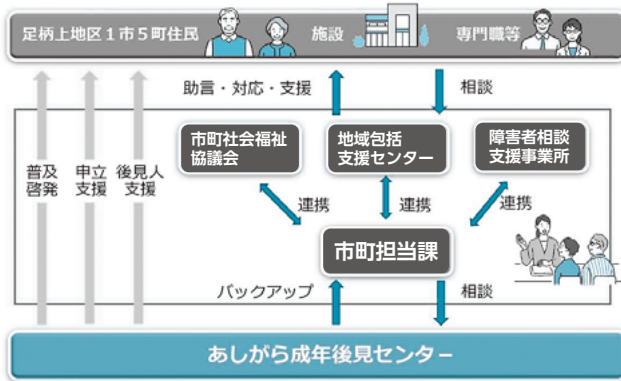 足柄上地区1市5町住民
施設
専門職等
助言・対応・支援
相談
市町社会福祉
協議会
地域包括
支援センター
障害者相談
支援事業所
普及
啓発
申立
支援
後見人
支援
連携
連携
連携
市町担当課
バックアップ
相談
あしがら成年後見センター